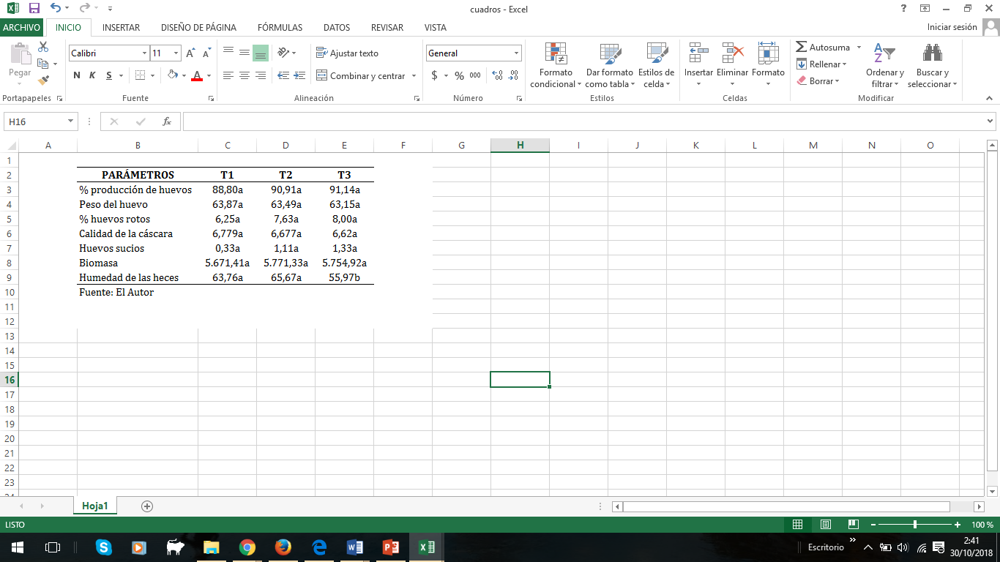 cuadros - Excel
ARCHIVO INICIO INSERTAR DISEÑO DE PÁGINA FÓRMULAS DATOS REVISAR VISTA Iniciar sesión
Pegar
Calibri 11
N K S A
Ajustar texto
Combinar y centrar
General
$ % 000
Formato condicional
Dar formato como tabla
Estilos de celda
Insertar Eliminar Formato
Autosuma
Rellenar
Borrar
Ordenar y filtrar
Buscar y seleccionar
Portapapeles Fuente Alineación Número Estilos Celdas Modificar
H16 fx
A B C D E F G H I J K L M N O
1
2 PARÁMETROS T1 T2 T3
3 % producción de huevos 88,80a 90,91a 91,14a
4 Peso del huevo 63,87a 63,49a 63,15a
5 % huevos rotos 6,25a 7,63a 8,00a
6 Calidad de la cáscara 6,779a 6,677a 6,62a
7 Huevos sucios 0,33a 1,11a 1,33a
8 Biomasa 5.671,41a 5.771,33a 5.754,92a
9 Humedad de las heces 63,76a 65,67a 55,97b
10 Fuente: El Autor
11
12
13
14
15
16
17
18
19
20
21
22
23
Hoja1
LISTO 100 %
Escritorio 2:41
30/10/2018